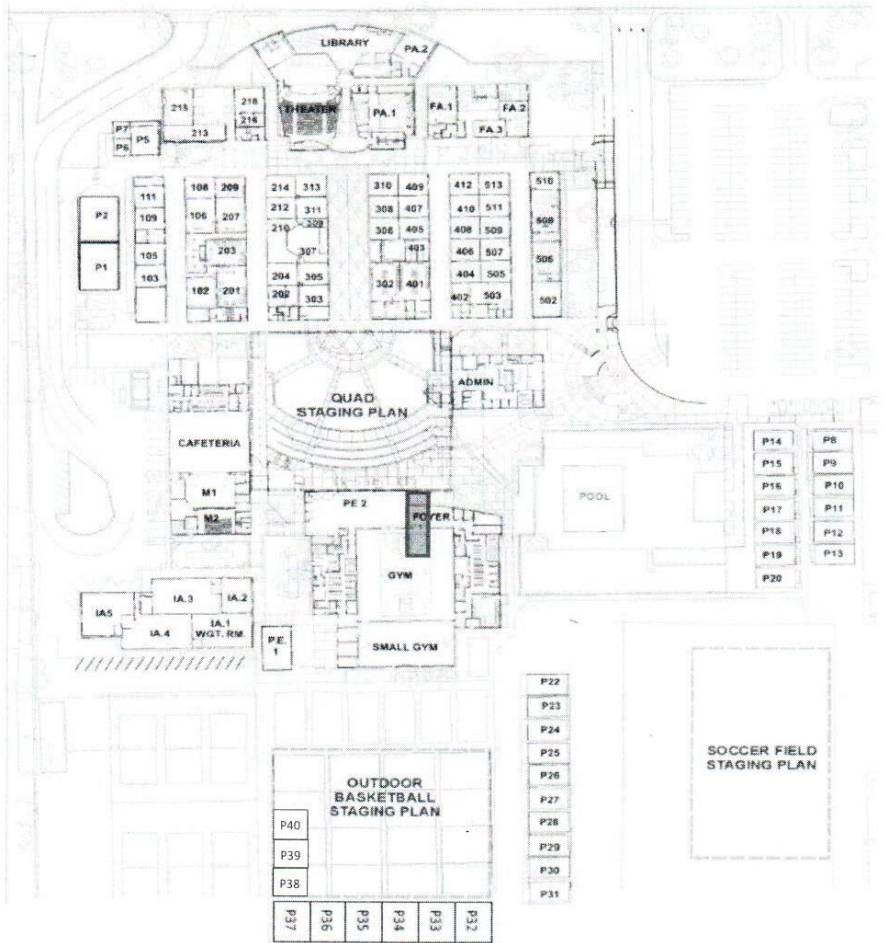 LIBRARY
PA.2
215
218
216
213
THEATER
PA.1
FA.1
FA.2
FA.3
P7
P6
P5
P2
P1
111
109
105
103
108
209
106
207
203
102
201
214
313
212
311
210
309
307
204
305
202
303
310
409
308
407
306
405
403
302
401
412
513
410
511
408
509
406
507
404
505
402
503
510
508
506
502
QUAD
STAGING PLAN
ADMIN
CAFETERIA
M1
M2
PE 2
FOYER
GYM
SMALL GYM
POOL
P14
P15
P16
P17
P18
P19
P20
P8
P9
P10
P11
P12
P13
IA5
IA.3
IA.2
IA.4
IA.1
WGT. RM.
P.E.
1
P22
P23
P24
P25
P26
P27
P28
P29
P30
P31
SOCCER FIELD
STAGING PLAN
OUTDOOR
BASKETBALL
STAGING PLAN
P40
P39
P38
P37
P36
P35
P34
P33
P32